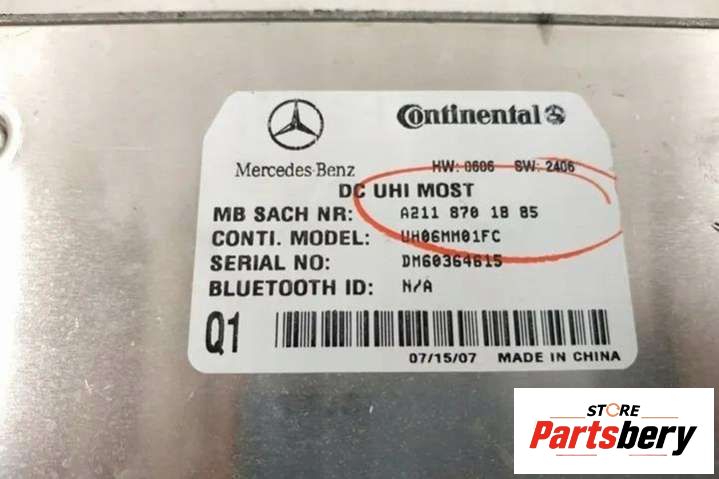 Mercedes-Benz
Continental
HW: 0606 SW: 2406
DC UHI MOST
MB SACH NR: A211 870 18 85
CONTI. MODEL: UH06MM01FC
SERIAL NO: DM60364615
BLUETOOTH ID: N/A
Q1
07/15/07 MADE IN CHINA
STORE
Partsbery